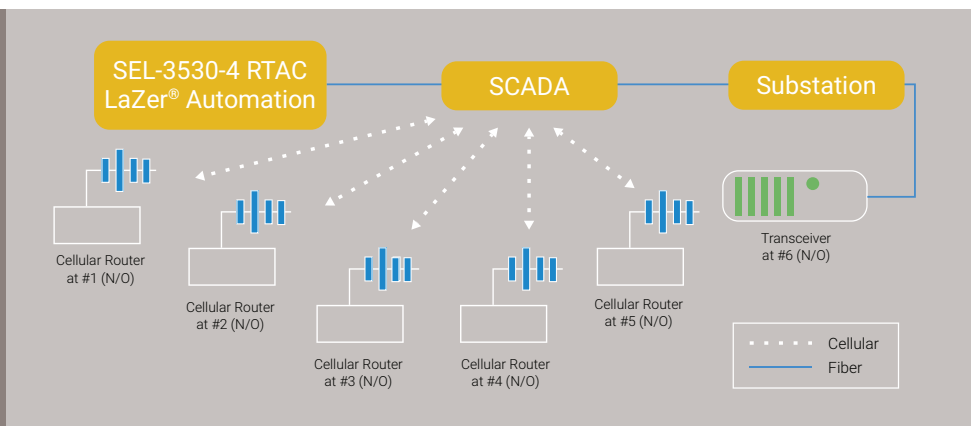 SEL-3530-4 RTAC
LaZer® Automation
SCADA
Substation
Cellular Router
at #1 (N/O)
Cellular Router
at #2 (N/O)
Cellular Router
at #3 (N/O)
Cellular Router
at #4 (N/O)
Cellular Router
at #5 (N/O)
Transceiver
at #6 (N/O)
Cellular
Fiber